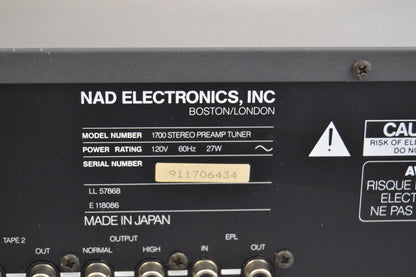 NAD ELECTRONICS, INC
BOSTON/LONDON
MODEL NUMBER 1700 STEREO PREAMP TUNER
POWER RATING 120V 60Hz 27W
SERIAL NUMBER
911706434
LL 57868
E 118086
MADE IN JAPAN
CAU
RISK OF ELE
DO NO
AV
RISQUE
ELECT
NE PAS
TAPE 2 OUTPUT EPL
OUT NORMAL HIGH IN OUT